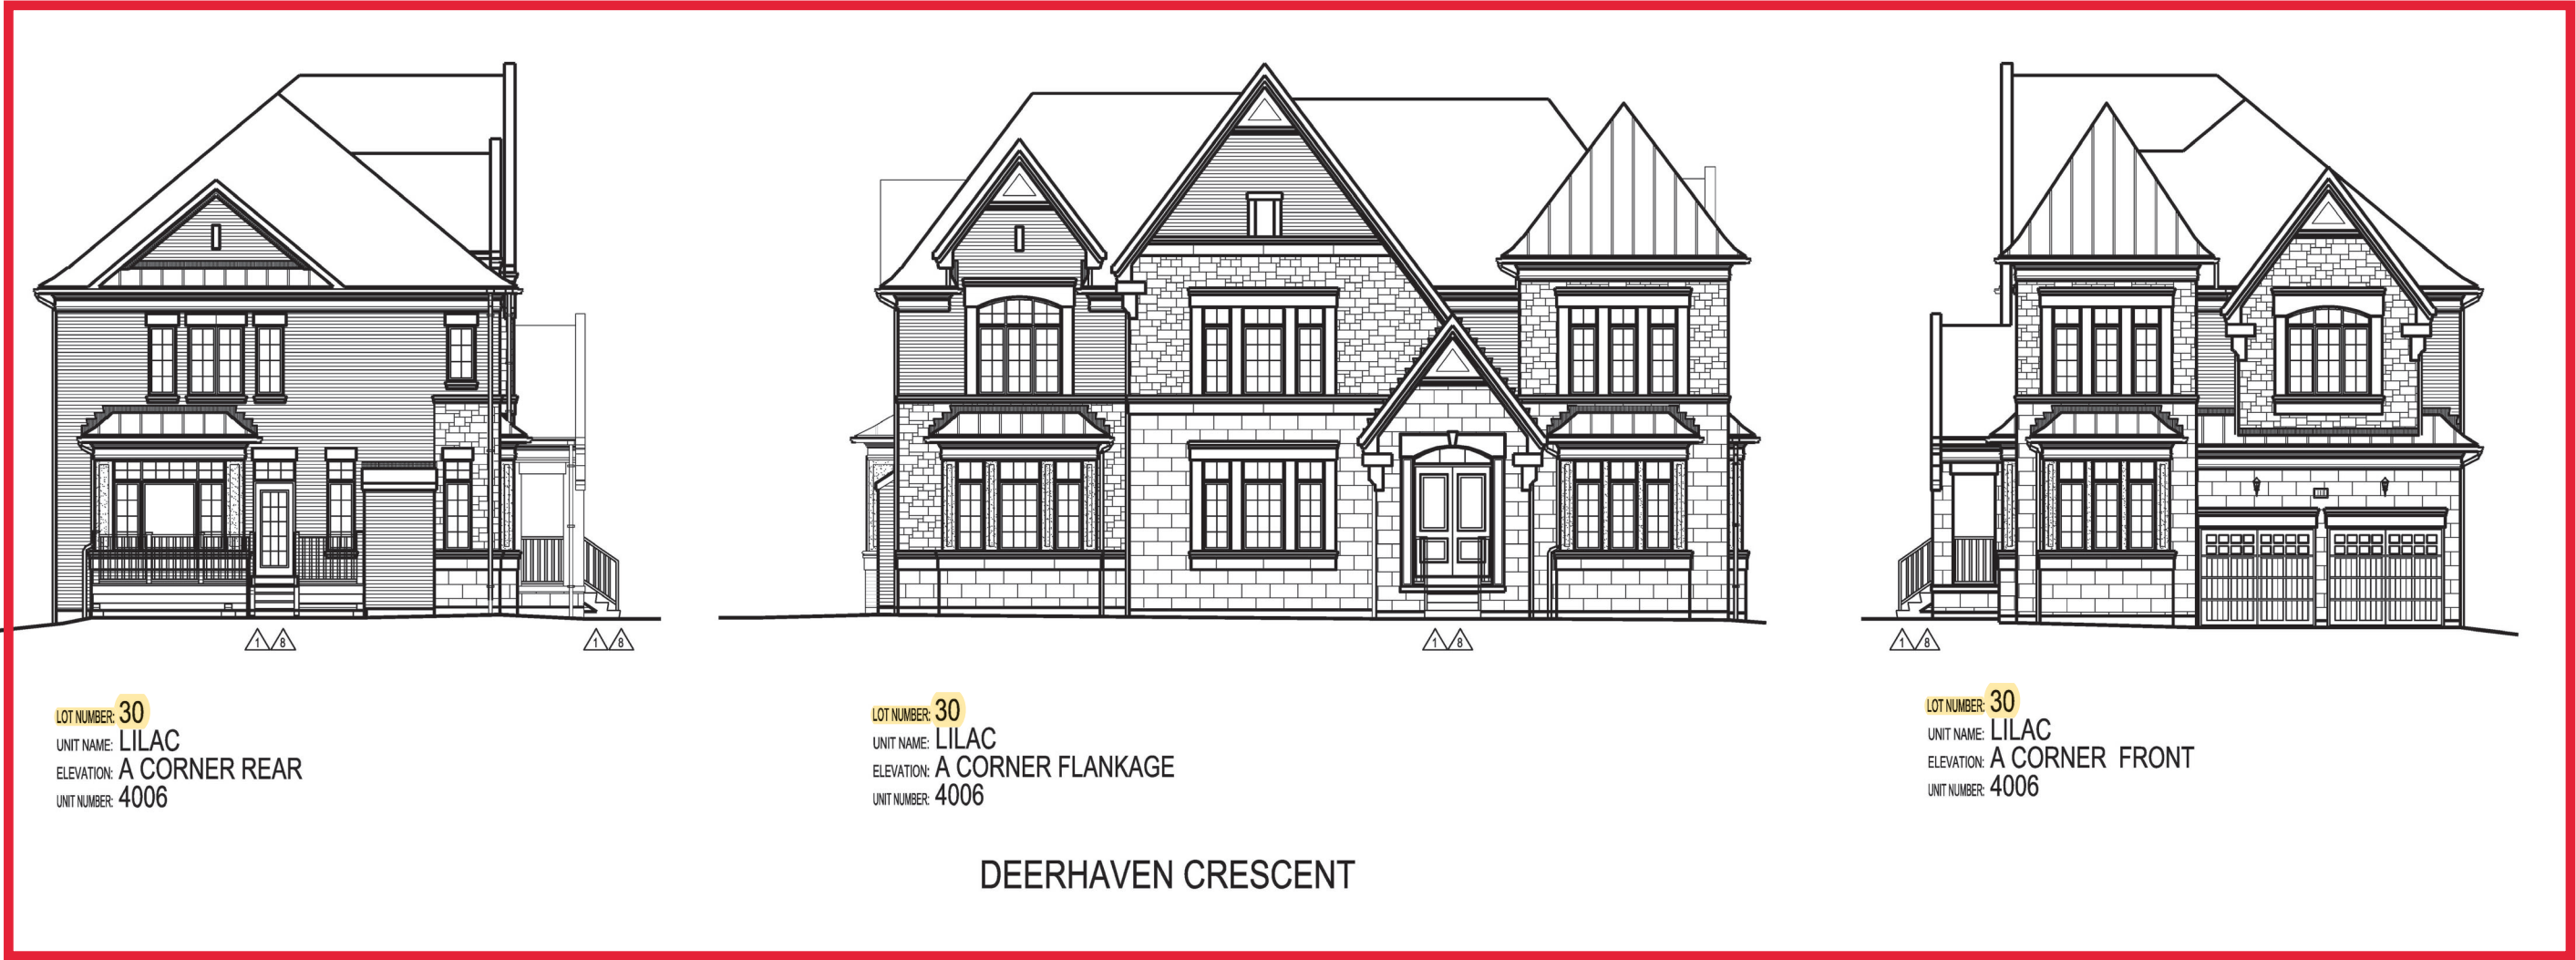 1 8
1 8
LOT NUMBER: 30
UNIT NAME: LILAC
ELEVATION: A CORNER REAR
UNIT NUMBER: 4006
1 8
LOT NUMBER: 30
UNIT NAME: LILAC
ELEVATION: A CORNER FLANKAGE
UNIT NUMBER: 4006
1 8
LOT NUMBER: 30
UNIT NAME: LILAC
ELEVATION: A CORNER FRONT
UNIT NUMBER: 4006
DEERHAVEN CRESCENT